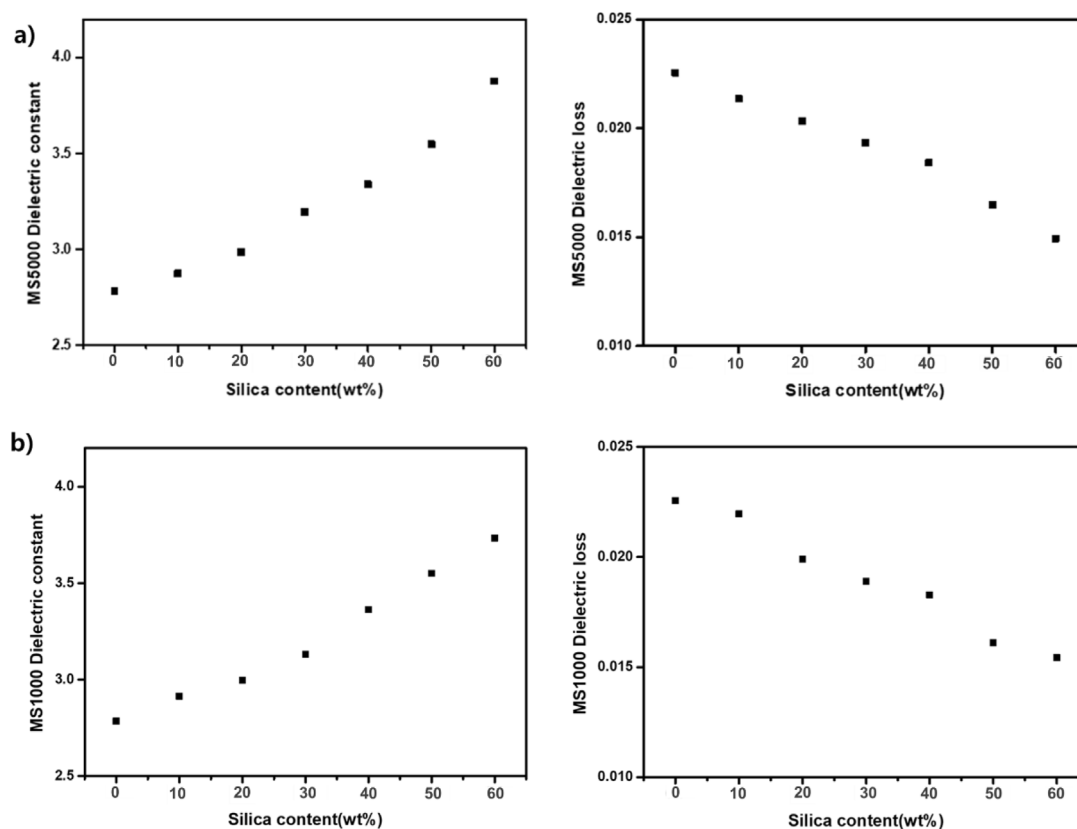 a)
MS5000 Dielectric constant
4.0
3.5
3.0
2.5
0 10 20 30 40 50 60
Silica content(wt%)
MS5000 Dielectric loss
0.025
0.020
0.015
0.010
0 10 20 30 40 50 60
Silica content(wt%)
b)
MS1000 Dielectric constant
4.0
3.5
3.0
2.5
0 10 20 30 40 50 60
Silica content(wt%)
MS1000 Dielectric loss
0.025
0.020
0.015
0.010
0 10 20 30 40 50 60
Silica content(wt%)